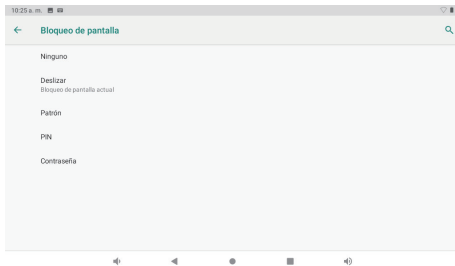 10:25 a. m.
Bloqueo de pantalla
Ninguno
Deslizar
Bloqueo de pantalla actual
Patrón
PIN
Contraseña